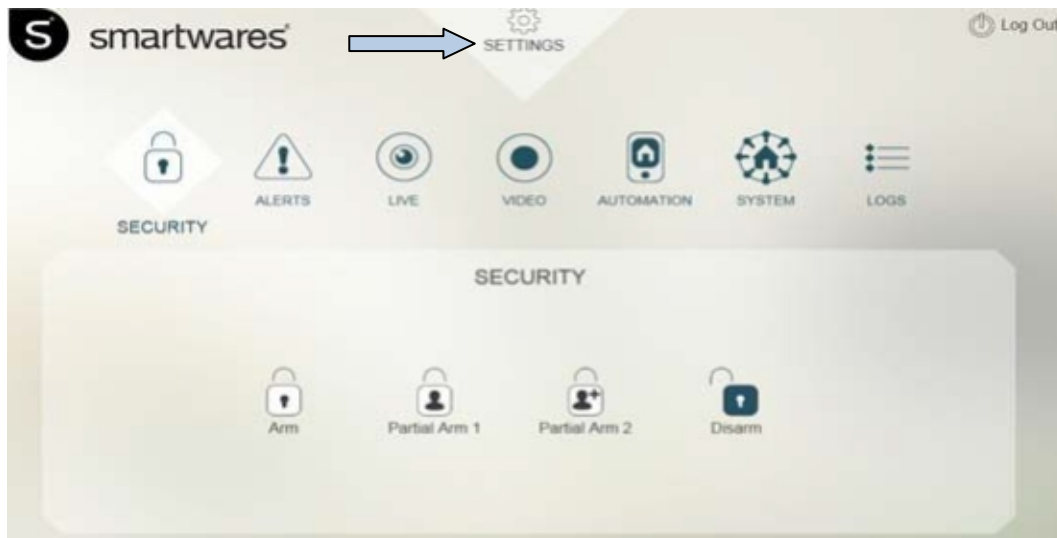 S smartwares
SETTINGS
Log Out
SECURITY
ALERTS
LIVE
VIDEO
AUTOMATION
SYSTEM
LOGS
SECURITY
Arm
Partial Arm 1
Partial Arm 2
Disarm